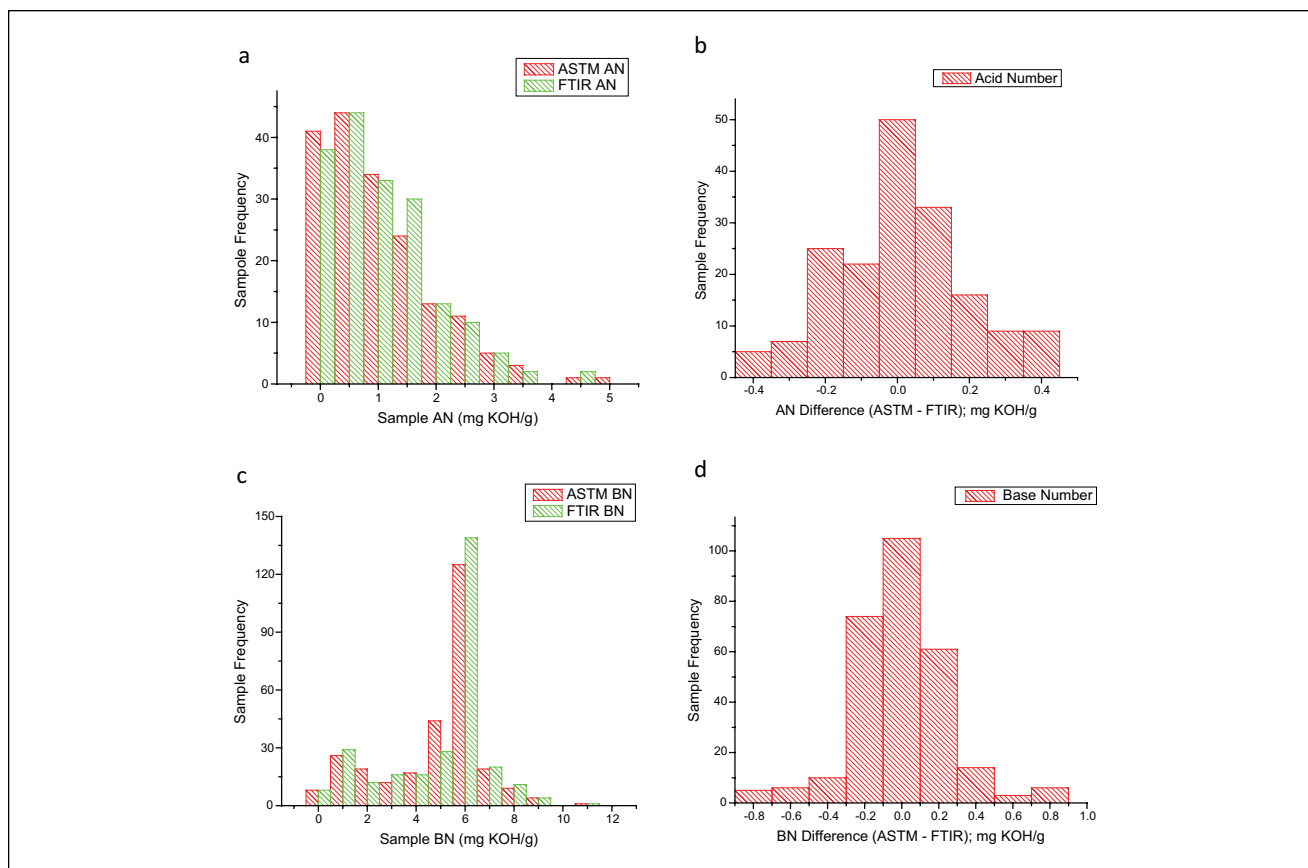 a
ASTM AN
FTIR AN
40
30
20
10
0
Sampole Frequency
0 1 2 3 4 5
Sample AN (mg KOH/g)
b
Acid Number
50
40
30
20
10
0
Sample Frequency
-0.4 -0.2 0.0 0.2 0.4
AN Difference (ASTM - FTIR); mg KOH/g
c
ASTM BN
FTIR BN
150
120
90
60
30
0
Sample Frequency
0 2 4 6 8 10 12
Sample BN (mg KOH/g)
d
Base Number
100
80
60
40
20
0
Sample Frequency
-0.8 -0.6 -0.4 -0.2 0.0 0.2 0.4 0.6 0.8 1.0
BN Difference (ASTM - FTIR); mg KOH/g